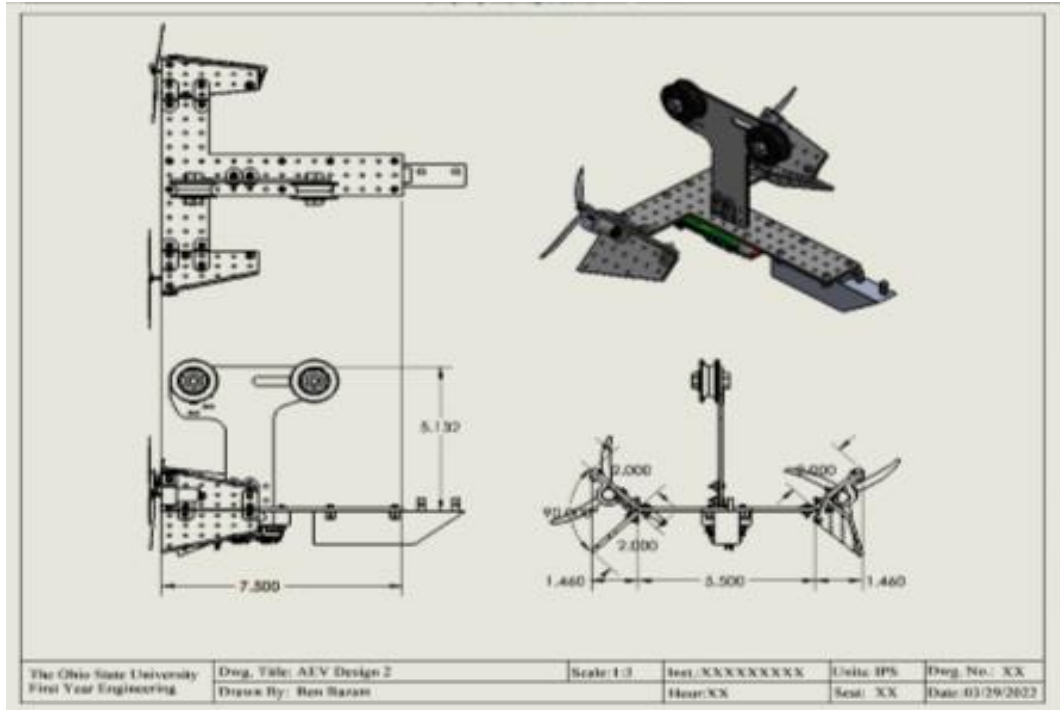 5.132
7.500
2.000
2.000
90.000
2.000
1.460
5.500
1.460
The Ohio State University
First Year Engineering
Dwg. Title: AEV Design 2
Drawn By: Ben
Scale:1:3
Inst.:XXXXXXXXX
Hour:XX
Units: IPS
Seat: XX
Dwg. No.: XX
Date:03/29/2022